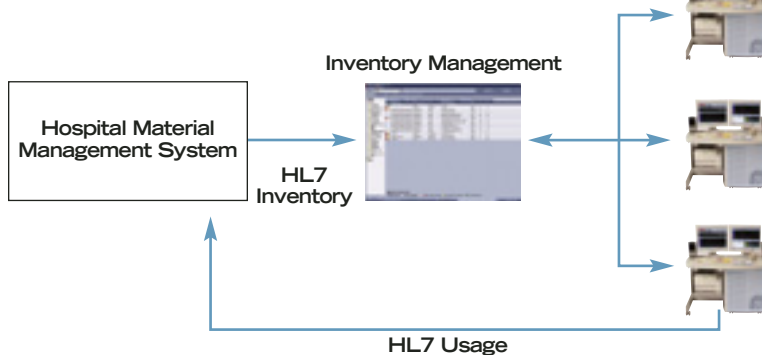 Inventory Management
Hospital Material
Management System
HL7
Inventory
HL7 Usage